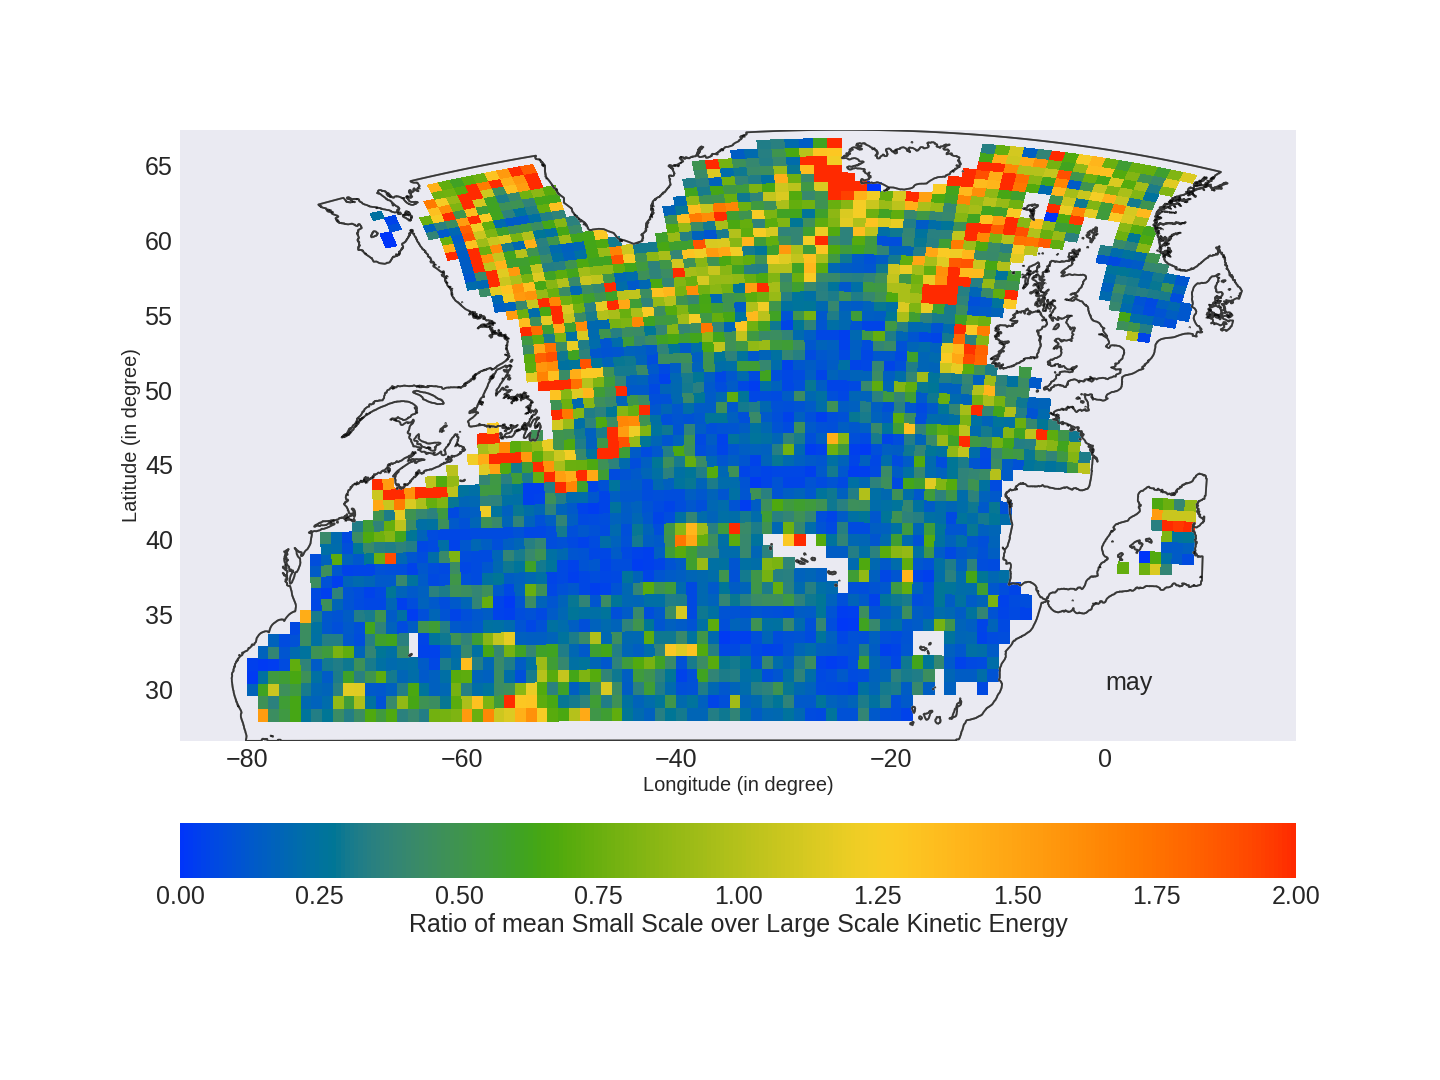 65
60
55
50
45
40
35
30
Latitude (in degree)
may
−80 −60 −40 −20 0
Longitude (in degree)
0.00 0.25 0.50 0.75 1.00 1.25 1.50 1.75 2.00
Ratio of mean Small Scale over Large Scale Kinetic Energy